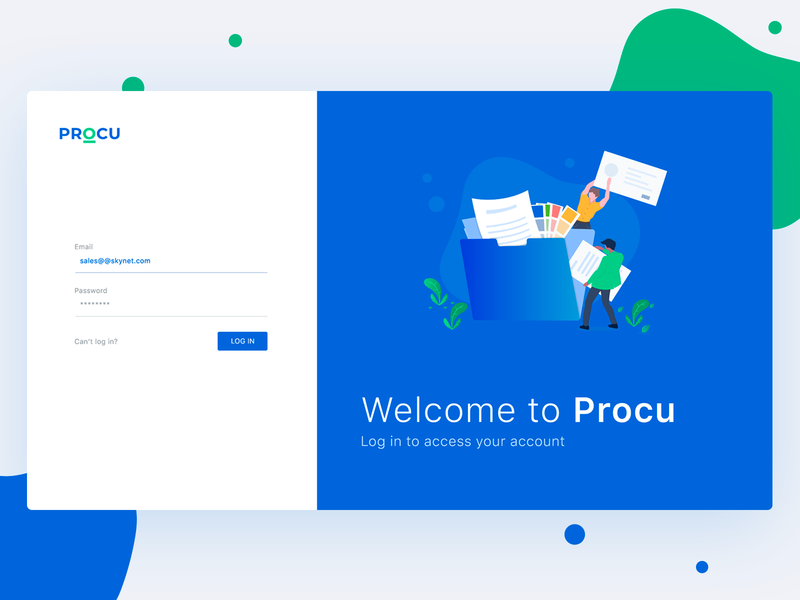 PROCU
Email
sales@@skynet.com
Password
********
Can't log in?
LOG IN
Welcome to Procu
Log in to access your account